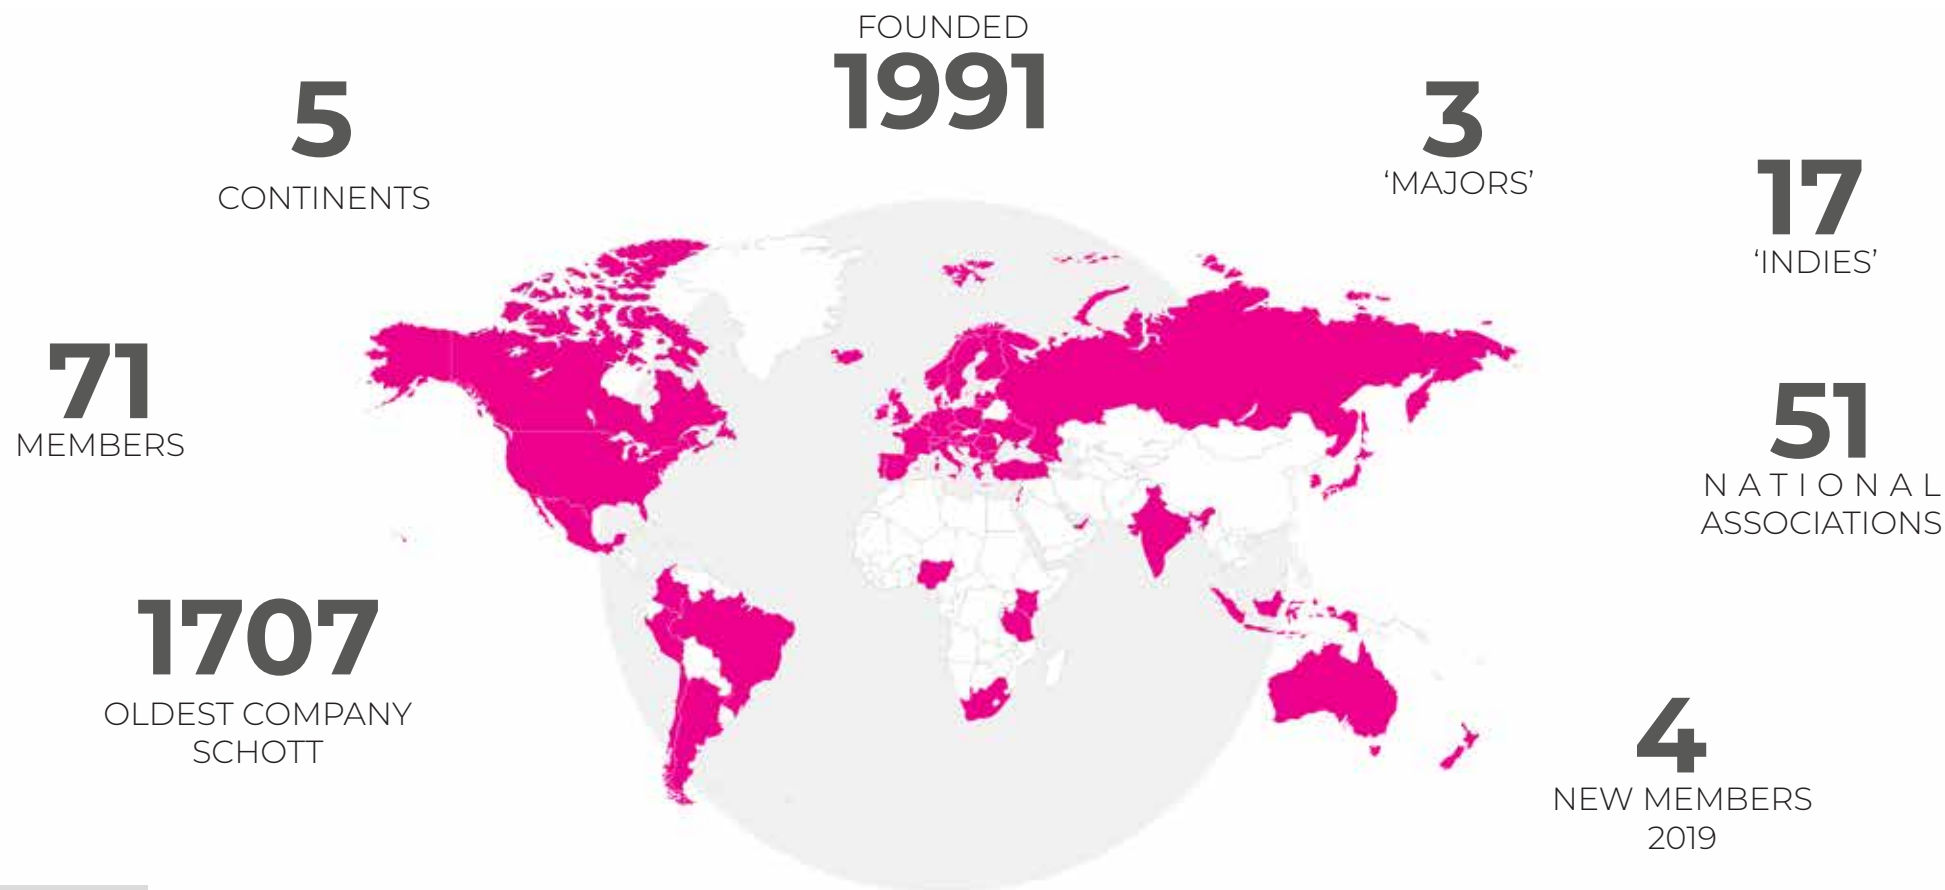 FOUNDED
1991
5
CONTINENTS
3
‘MAJORS’
17
‘INDIES’
71
MEMBERS
51
NATIONAL
ASSOCIATIONS
1707
OLDEST COMPANY
SCHOTT
4
NEW MEMBERS
2019